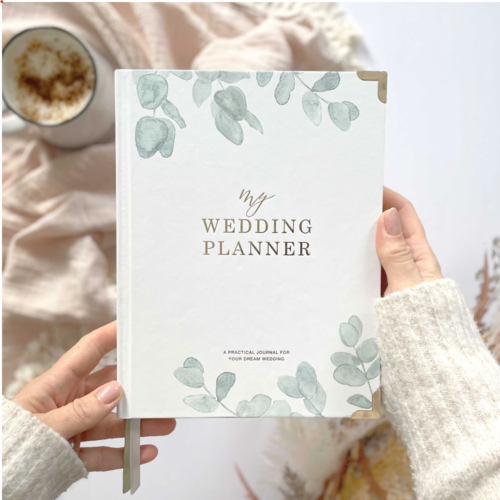 my
WEDDING
PLANNER
A PRACTICAL JOURNAL FOR
YOUR DREAM WEDDING